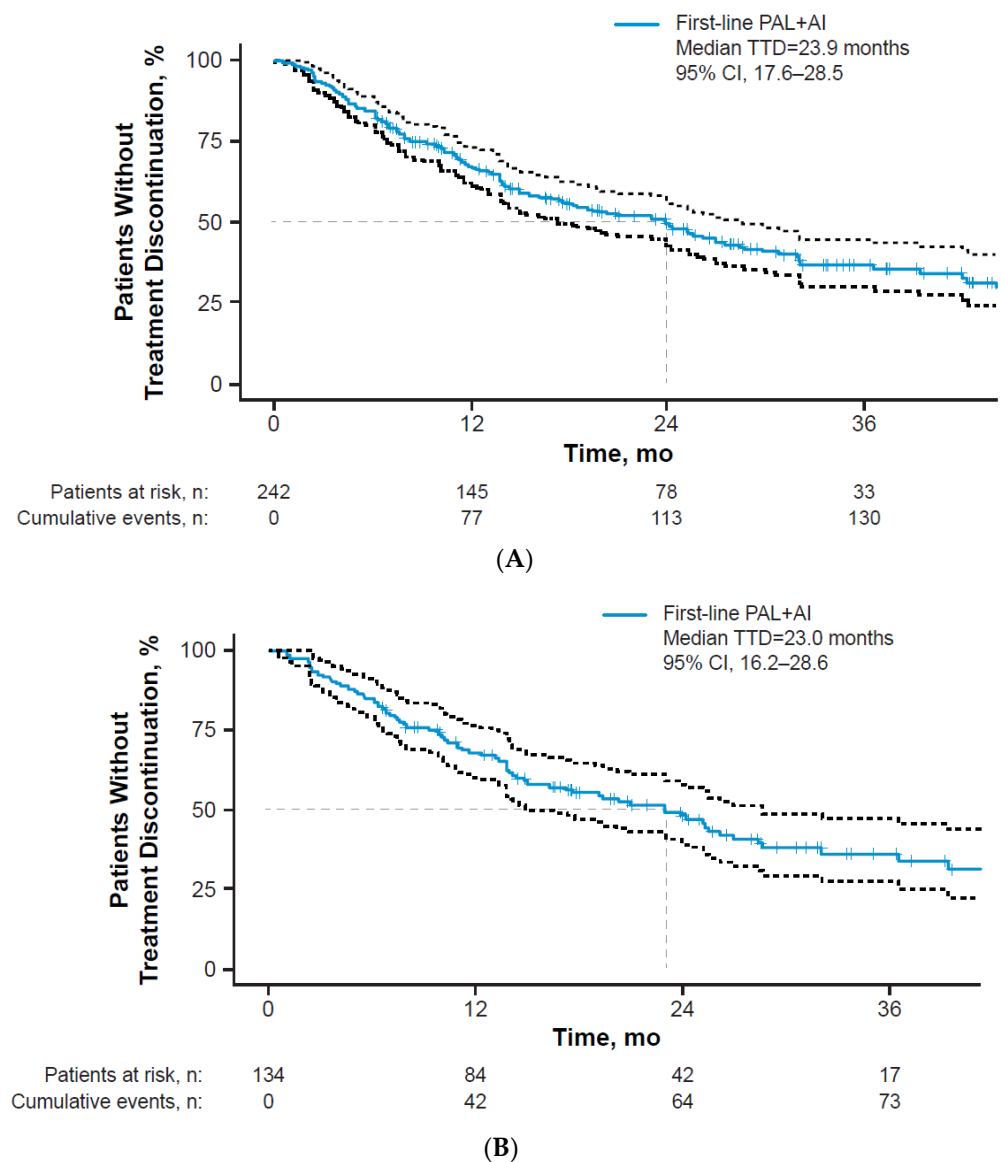 First-line PAL+AI
Median TTD=23.9 months
95% CI, 17.6–28.5
Patients Without
Treatment Discontinuation, %
100
75
50
25
0
0 12 24 36
Time, mo
Patients at risk, n: 242 145 78 33
Cumulative events, n: 0 77 113 130
(A)
First-line PAL+AI
Median TTD=23.0 months
95% CI, 16.2–28.6
Patients Without
Treatment Discontinuation, %
100
75
50
25
0
0 12 24 36
Time, mo
Patients at risk, n: 134 84 42 17
Cumulative events, n: 0 42 64 73
(B)